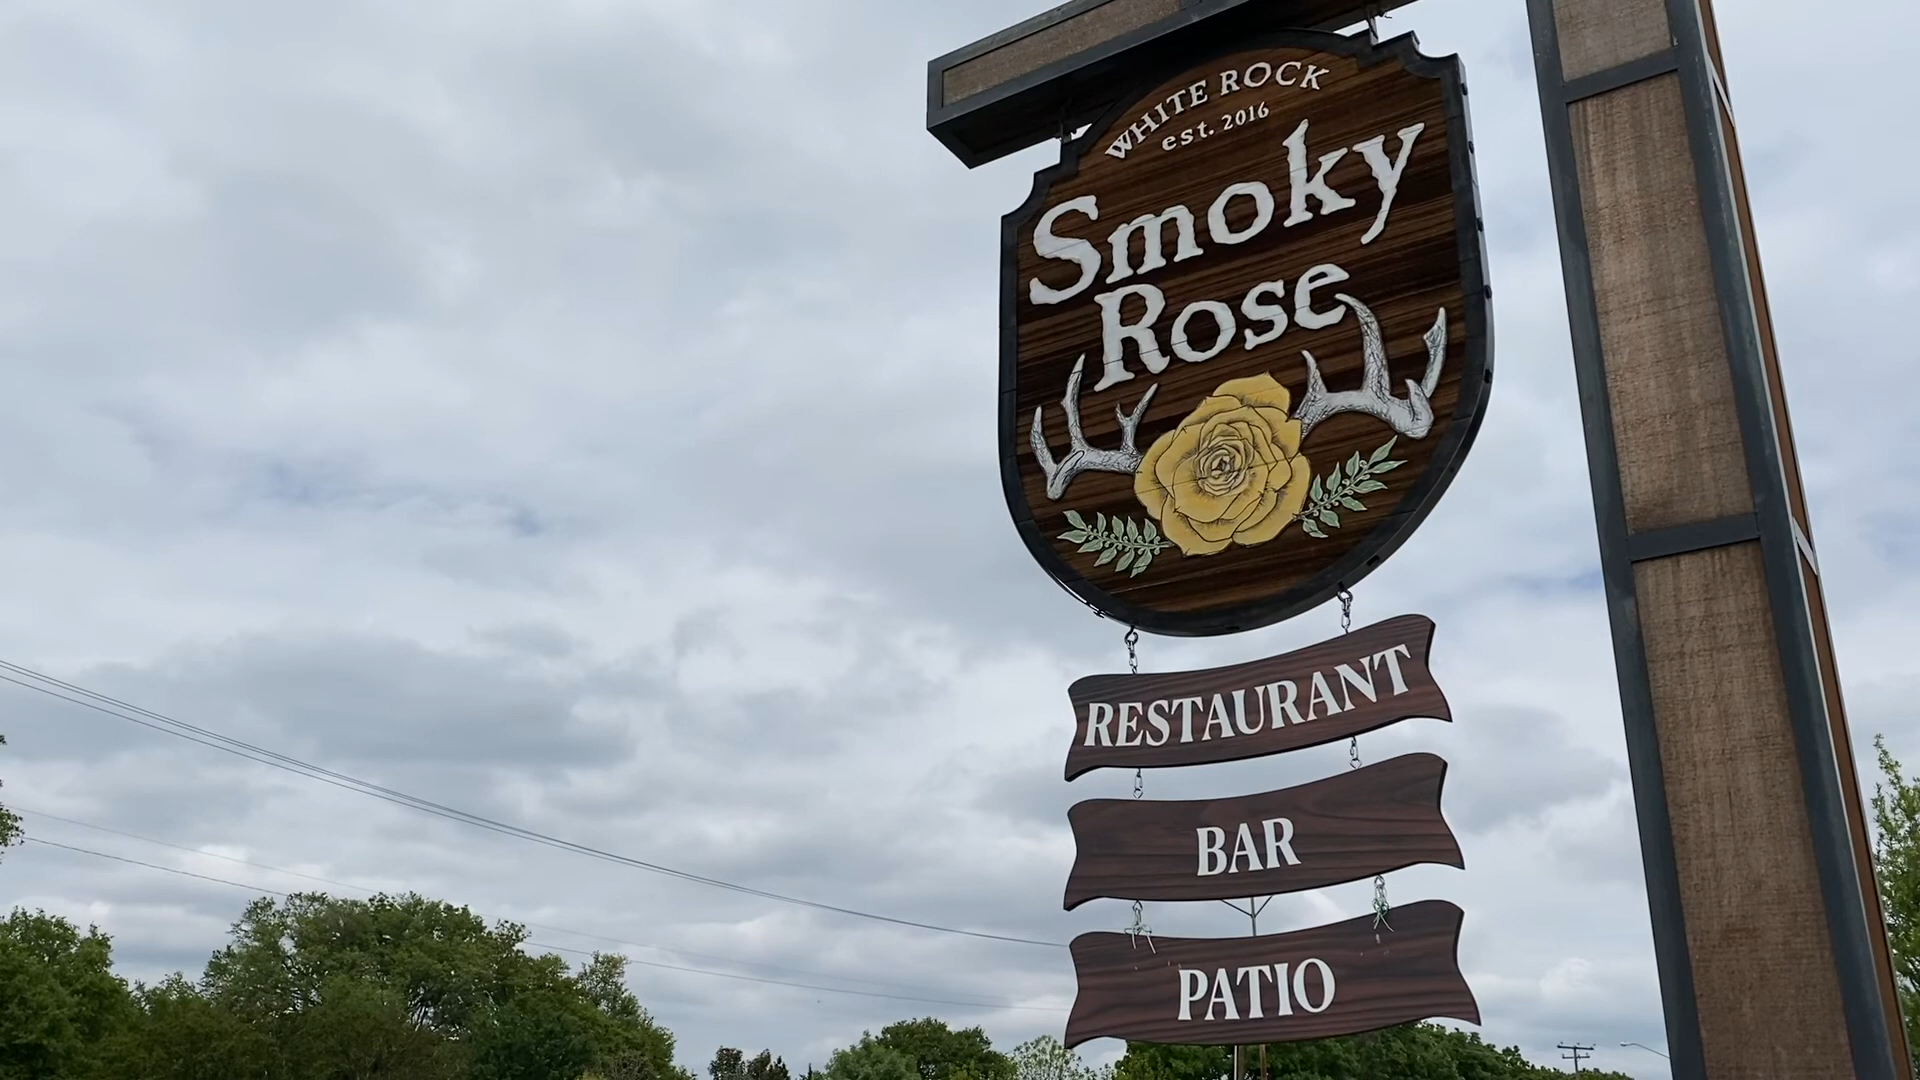 WHITE ROCK
est. 2016
Smoky
Rose
RESTAURANT
BAR
PATIO